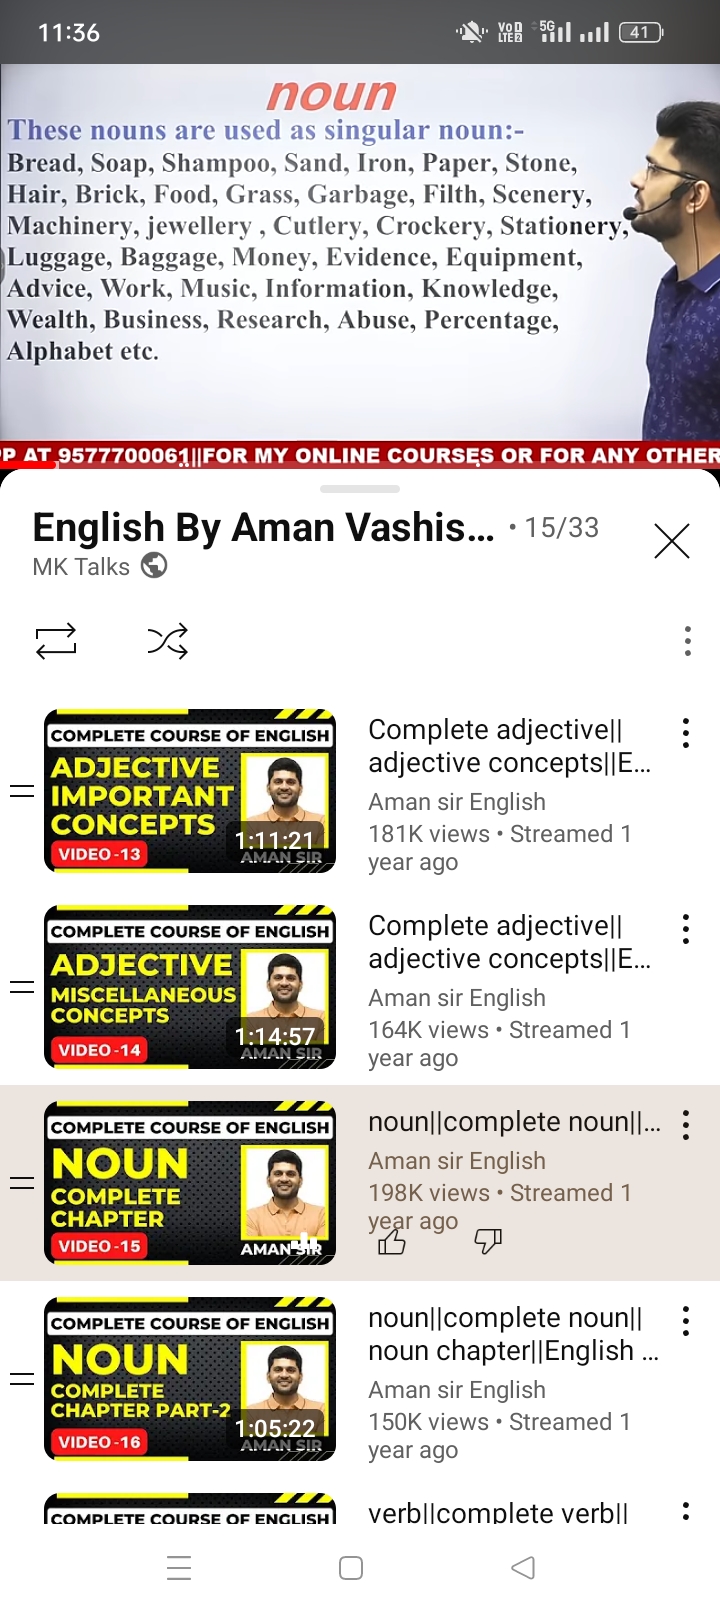 11:36
VoD LTE2 5G 41
noun
These nouns are used as singular noun:-
Bread, Soap, Shampoo, Sand, Iron, Paper, Stone,
Hair, Brick, Food, Grass, Garbage, Filth, Scenery,
Machinery, jewellery , Cutlery, Crockery, Stationery,
Luggage, Baggage, Money, Evidence, Equipment,
Advice, Work, Music, Information, Knowledge,
Wealth, Business, Research, Abuse, Percentage,
Alphabet etc.
P AT 9577700061||FOR MY ONLINE COURSES OR FOR ANY OTHER
English By Aman Vashis... • 15/33
MK Talks
COMPLETE COURSE OF ENGLISH
ADJECTIVE
IMPORTANT
CONCEPTS
VIDEO -13
1:11:21
AMAN SIR
Complete adjective||
adjective concepts||E...
Aman sir English
181K views • Streamed 1
year ago
COMPLETE COURSE OF ENGLISH
ADJECTIVE
MISCELLANEOUS
CONCEPTS
VIDEO -14
1:14:57
AMAN SIR
Complete adjective||
adjective concepts||E...
Aman sir English
164K views • Streamed 1
year ago
COMPLETE COURSE OF ENGLISH
NOUN
COMPLETE
CHAPTER
VIDEO -15
AMAN SIR
noun||complete noun||...
Aman sir English
198K views • Streamed 1
year ago
COMPLETE COURSE OF ENGLISH
NOUN
COMPLETE
CHAPTER PART-2
VIDEO -16
1:05:22
AMAN SIR
noun||complete noun||
noun chapter||English ...
Aman sir English
150K views • Streamed 1
year ago
COMPLETE COURSE OF ENGLISH
verb||complete verb||